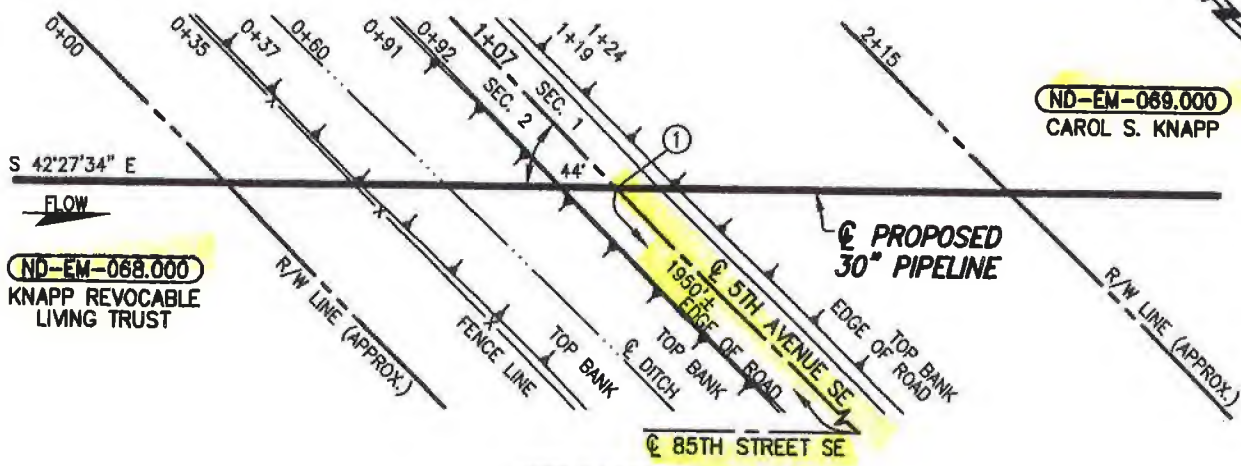 0+00
0+35
0+37
0+60
0+91
0+92
1+07
1+19
1+24
2+15
SEC. 2
SEC. 1
ND-EM-069.000
CAROL S. KNAPP
1
S 42°27'34" E
44°
FLOW
℄ PROPOSED
30" PIPELINE
ND-EM-068.000
KNAPP REVOCABLE
LIVING TRUST
R/W LINE (APPROX.)
FENCE LINE
TOP BANK
℄ DITCH
TOP BANK
EDGE OF ROAD
1950'±
℄ 5TH AVENUE SE
EDGE OF ROAD
TOP BANK
R/W LINE (APPROX.)
℄ 85TH STREET SE